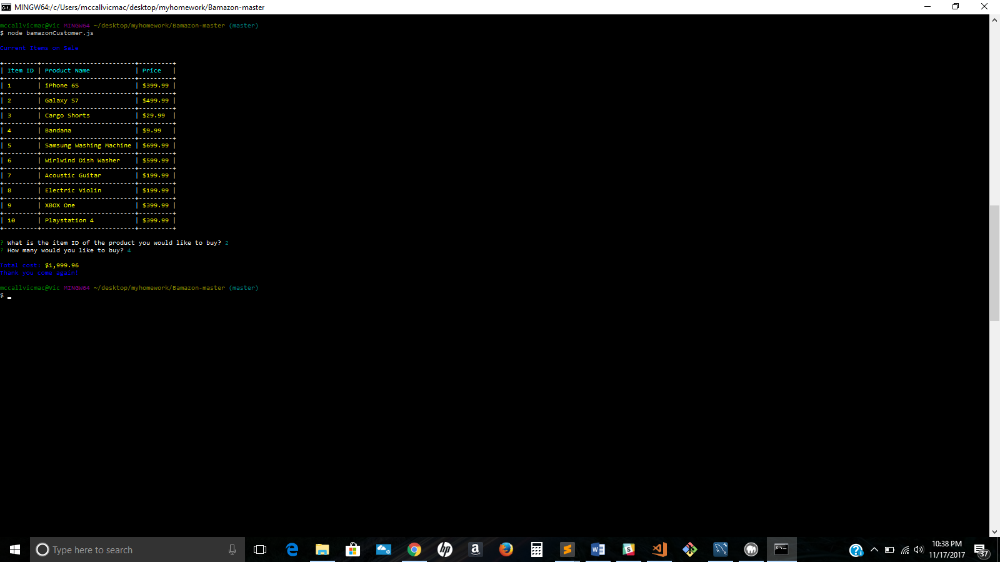 MINGW64:/c/Users/mccallvicmac/desktop/myhomework/Bamazon-master
mccallvicmac@Vic MINGW64 ~/desktop/myhomework/Bamazon-master (master)
$ node bamazonCustomer.js
Current Items on Sale
| Item ID | Product Name | Price |
| 1 | iPhone 6S | $399.99 |
| 2 | Galaxy S7 | $499.99 |
| 3 | Cargo Shorts | $29.99 |
| 4 | Bandana | $9.99 |
| 5 | Samsung Washing Machine | $699.99 |
| 6 | Wirlwind Dish Washer | $599.99 |
| 7 | Acoustic Guitar | $199.99 |
| 8 | Electric Violin | $199.99 |
| 9 | XBOX One | $399.99 |
| 10 | Playstation 4 | $399.99 |
? What is the item ID of the product you would like to buy? 2
? How many would you like to buy? 4
Total cost: $1,999.96
Thank you come again!
mccallvicmac@Vic MINGW64 ~/desktop/myhomework/Bamazon-master (master)
$
Type here to search
10:38 PM
11/17/2017
37